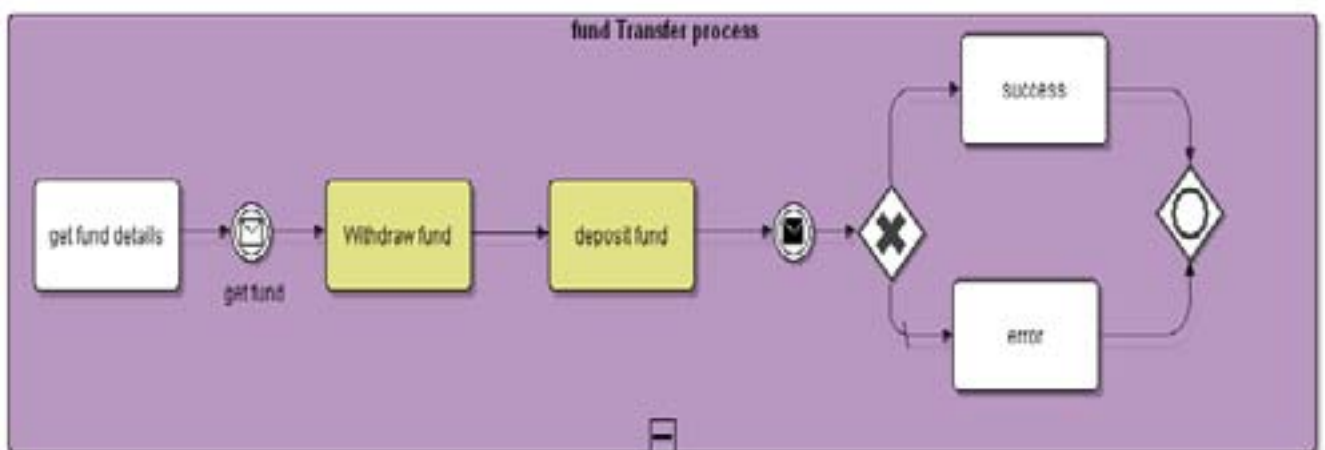 fund Transfer process
success
get fund details
Withdraw fund
deposit fund
get fund
error